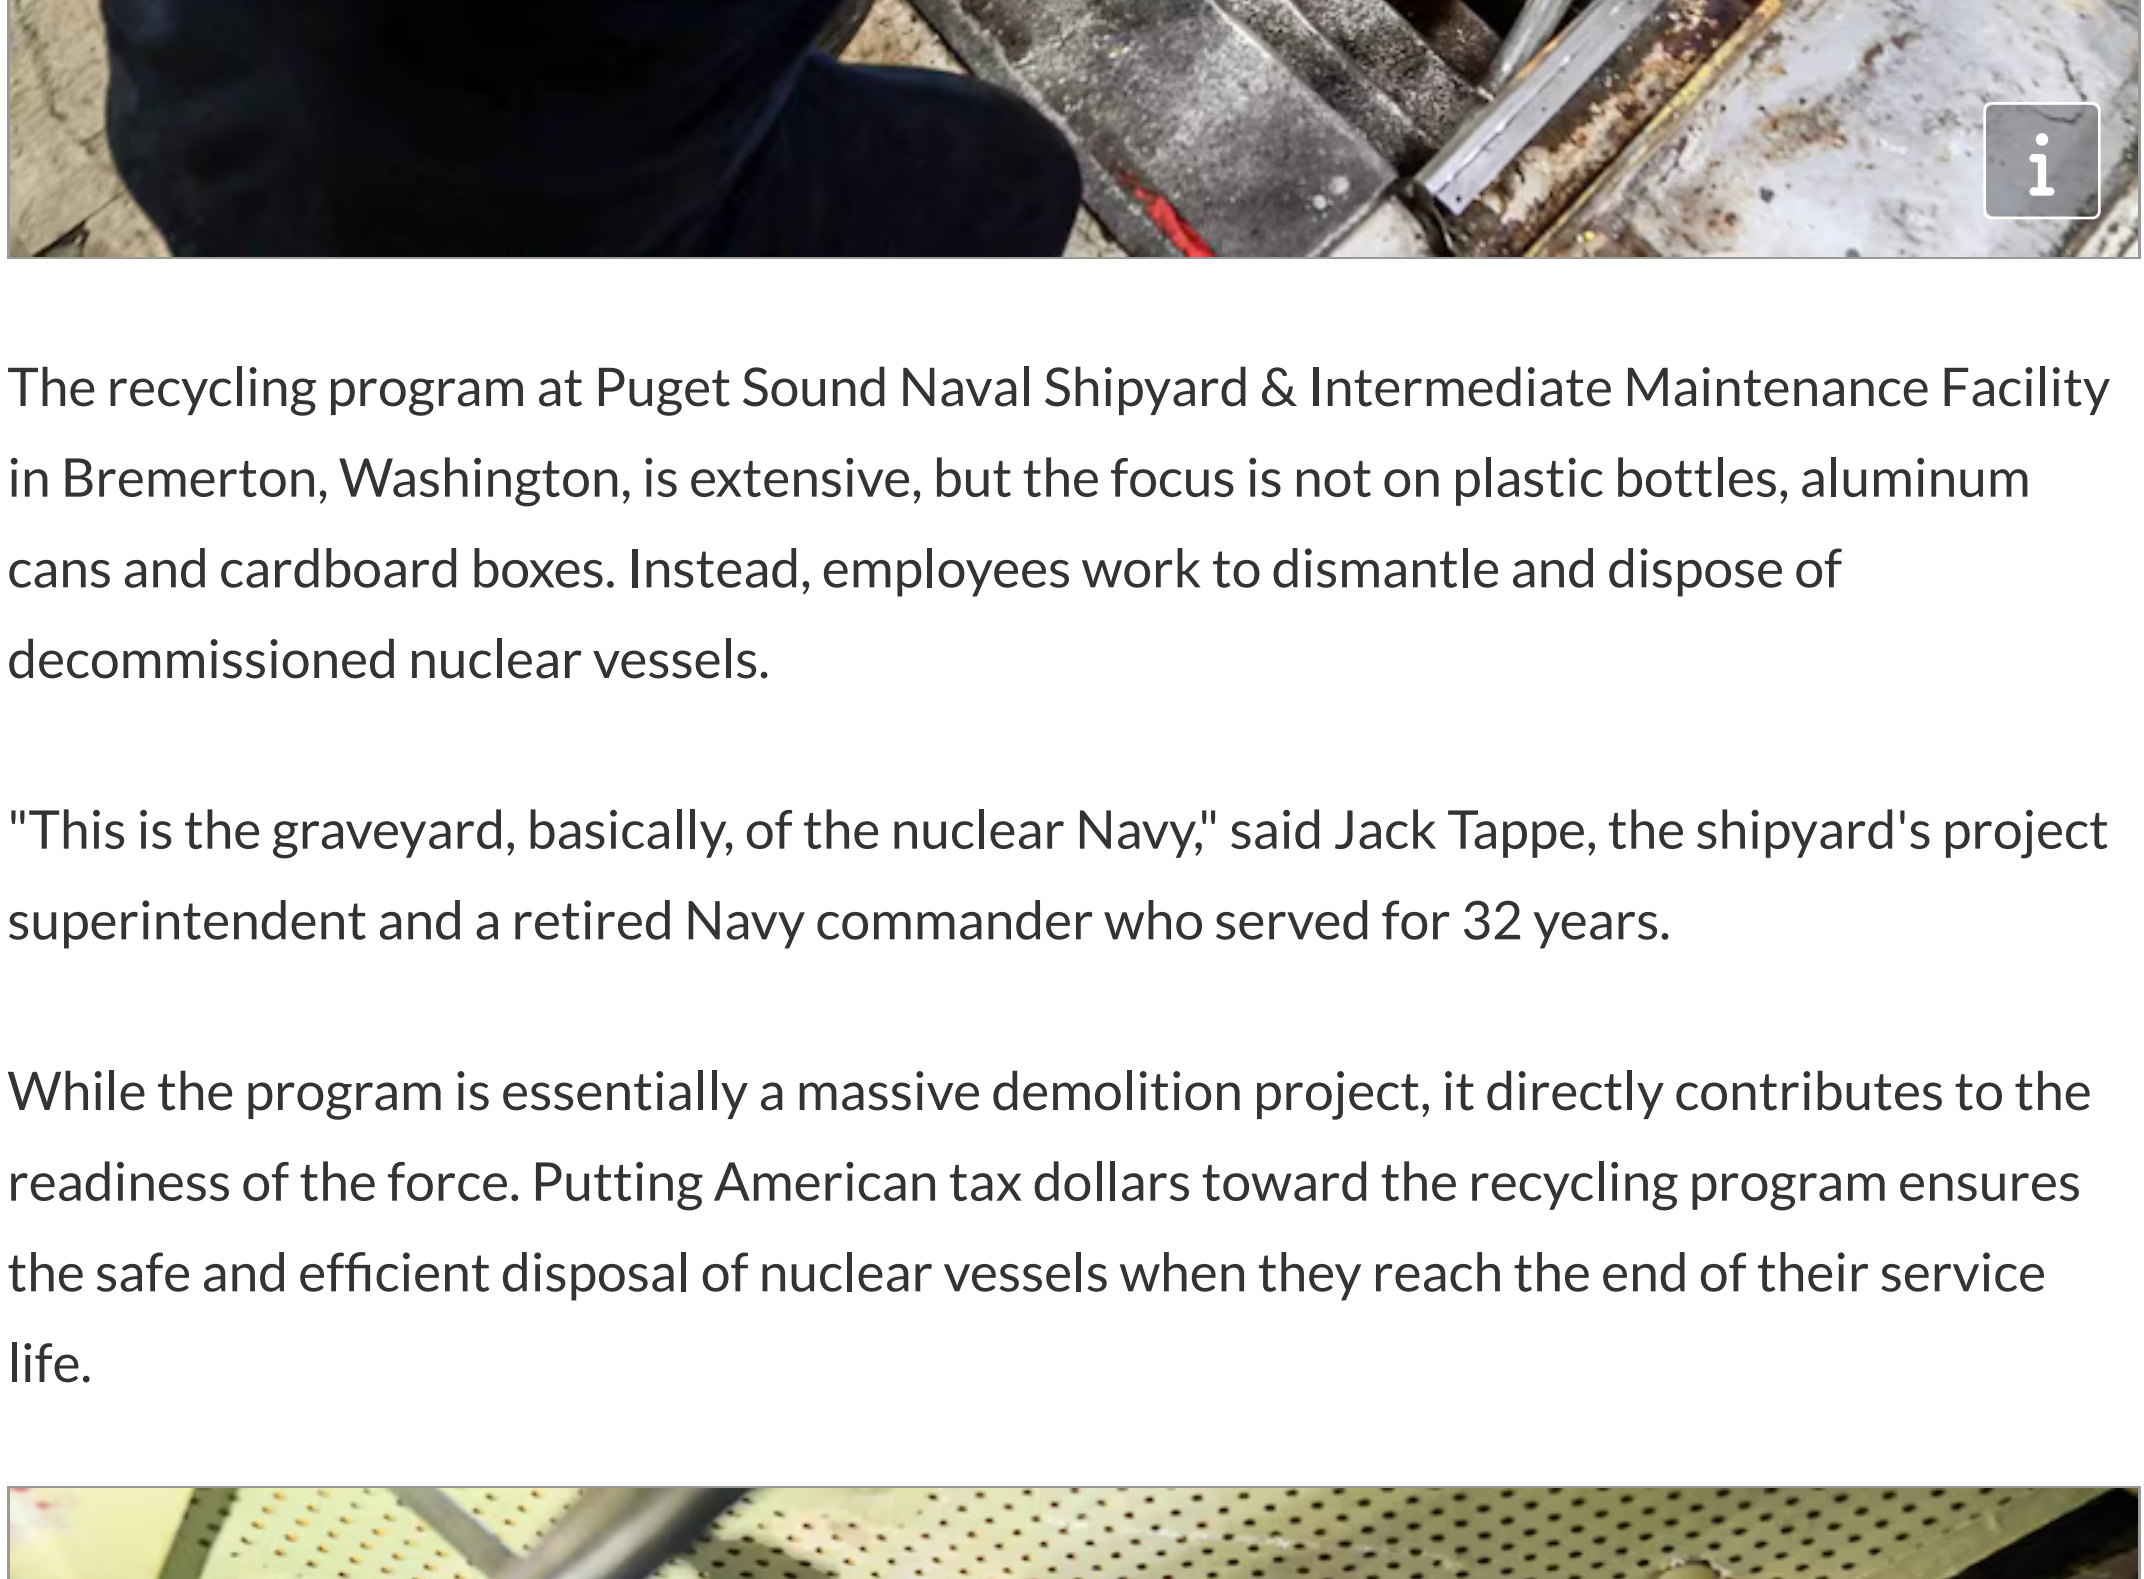 i
The recycling program at Puget Sound Naval Shipyard & Intermediate Maintenance Facility
in Bremerton, Washington, is extensive, but the focus is not on plastic bottles, aluminum
cans and cardboard boxes. Instead, employees work to dismantle and dispose of
decommissioned nuclear vessels.
"This is the graveyard, basically, of the nuclear Navy," said Jack Tappe, the shipyard's project
superintendent and a retired Navy commander who served for 32 years.
While the program is essentially a massive demolition project, it directly contributes to the
readiness of the force. Putting American tax dollars toward the recycling program ensures
the safe and efficient disposal of nuclear vessels when they reach the end of their service
life.